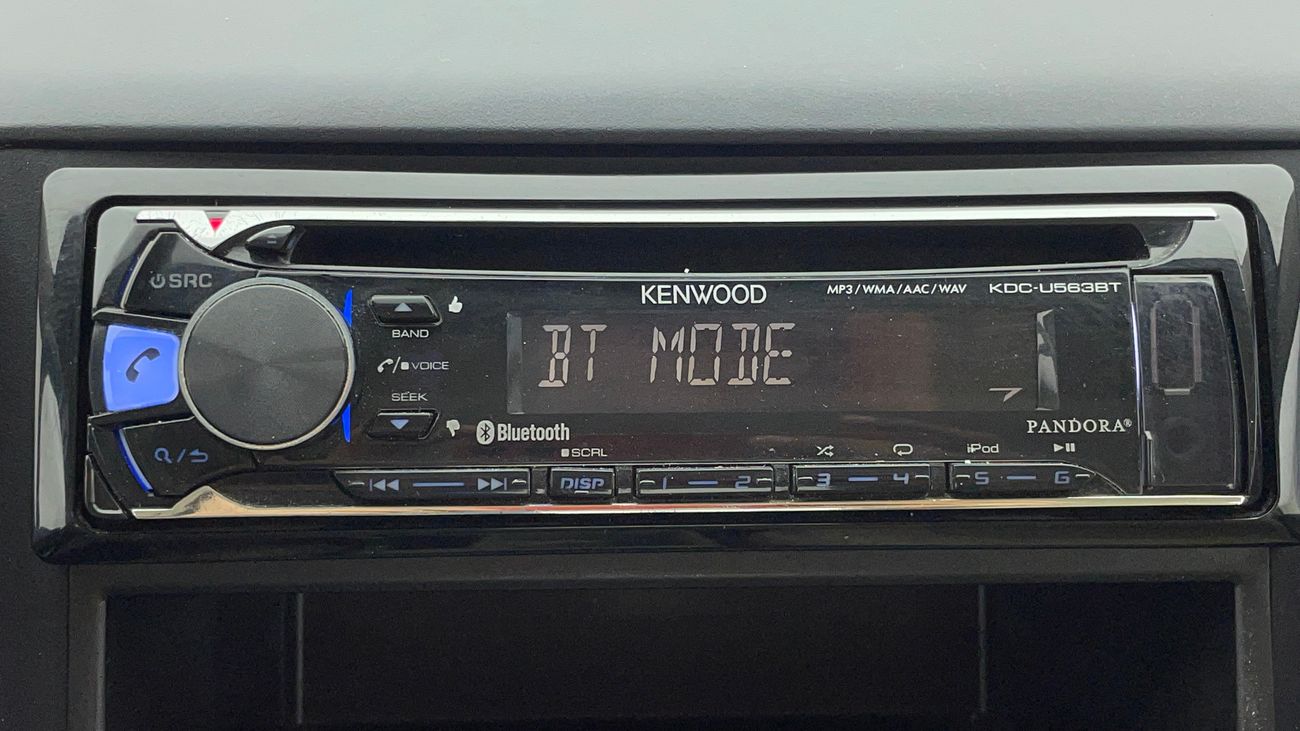 SRC
KENWOOD
MP3/WMA/AAC/WAV
KDC-U563BT
BAND
VOICE
SEEK
BT MODE
Bluetooth
PANDORA®
SCRL
iPod
DISP
1 2
3 4
5 6